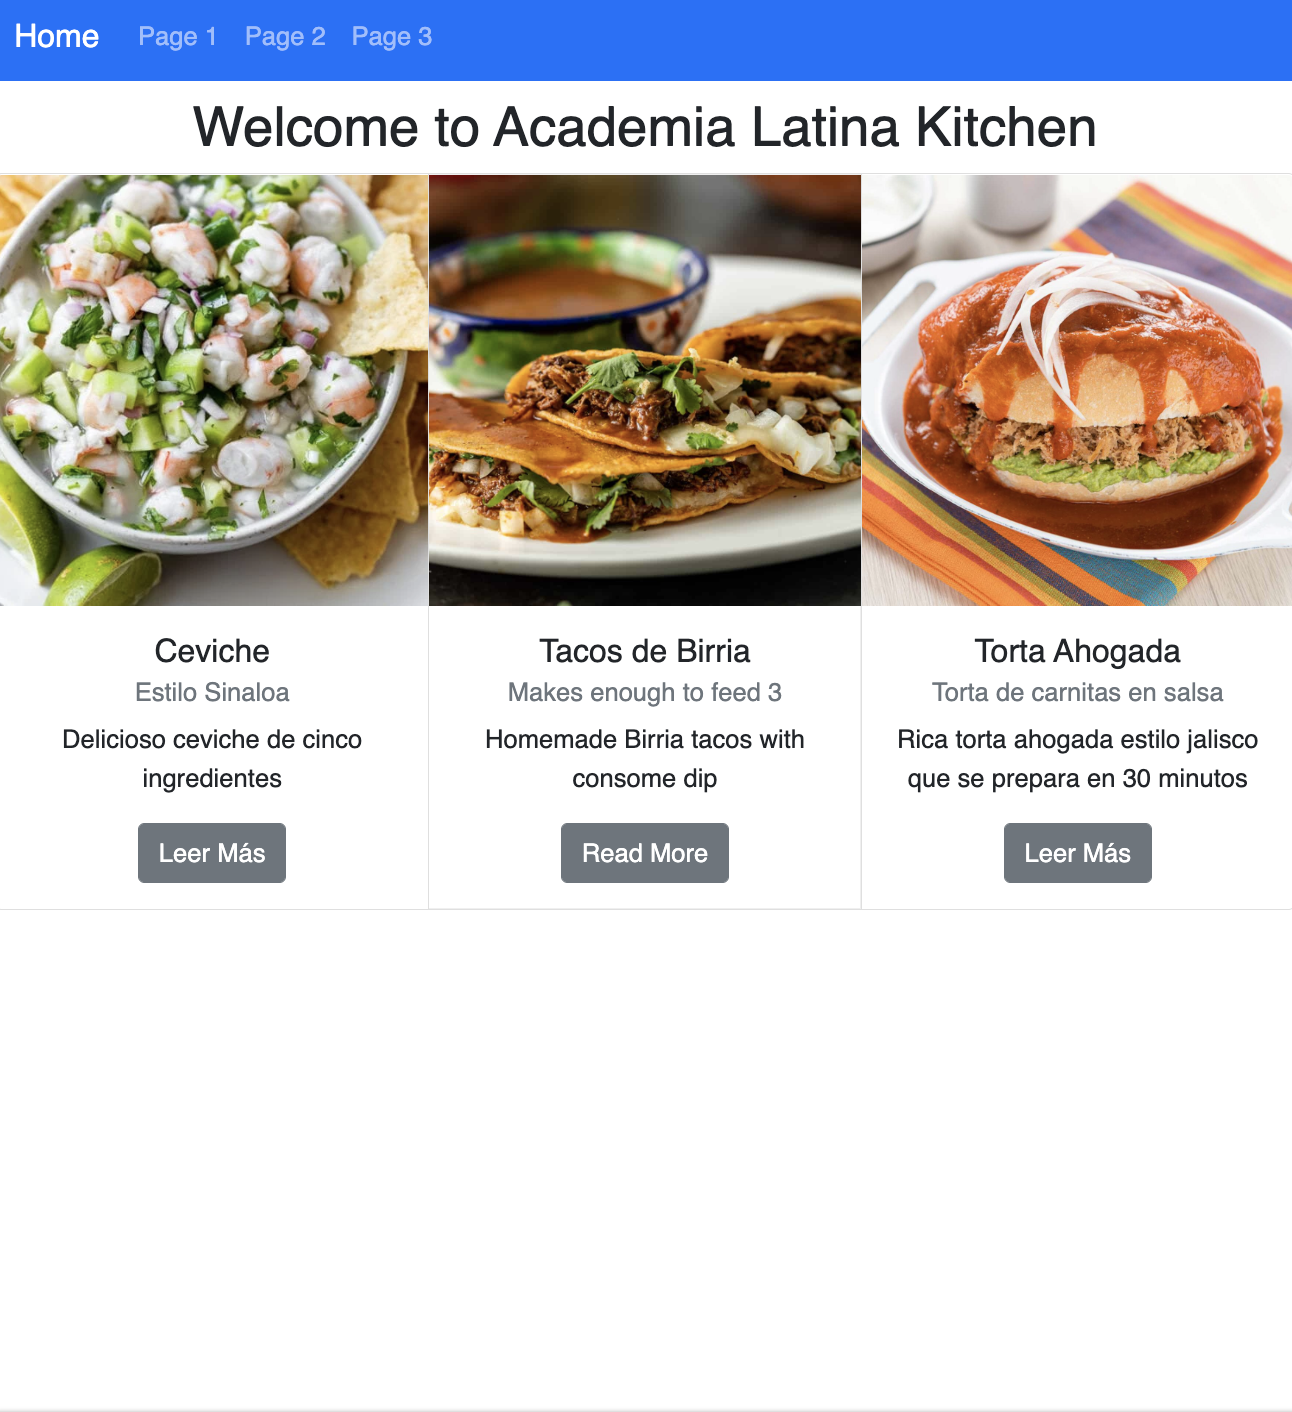 Home Page 1 Page 2 Page 3
Welcome to Academia Latina Kitchen
Ceviche
Estilo Sinaloa
Delicioso ceviche de cinco
ingredientes
Leer Más
Tacos de Birria
Makes enough to feed 3
Homemade Birria tacos with
consome dip
Read More
Torta Ahogada
Torta de carnitas en salsa
Rica torta ahogada estilo jalisco
que se prepara en 30 minutos
Leer Más